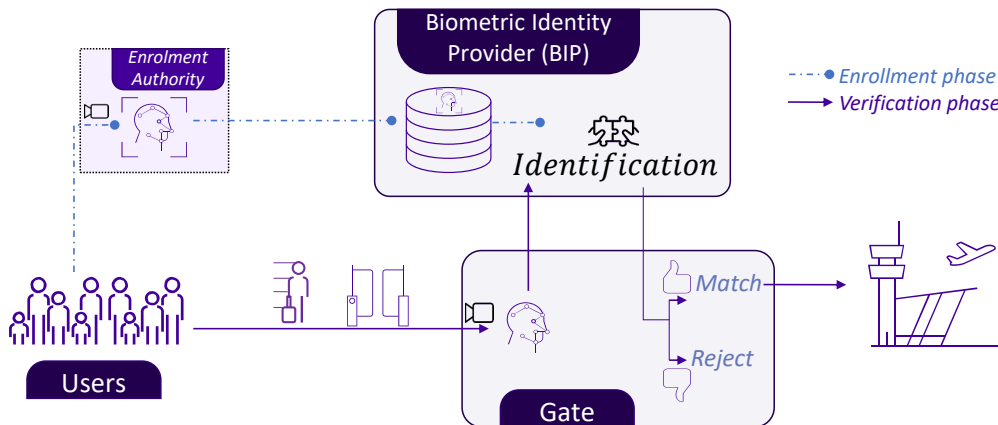 Biometric Identity
Provider (BIP)
Enrolment
Authority
Enrollment phase
Verification phase
Identification
Match
Reject
Users
Gate